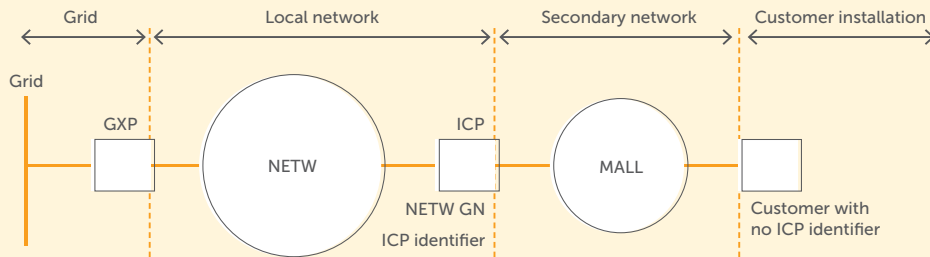 Grid
Local network
Secondary network
Customer installation
Grid
GXP
NETW
ICP
MALL
NETW GN
ICP identifier
Customer with
no ICP identifier